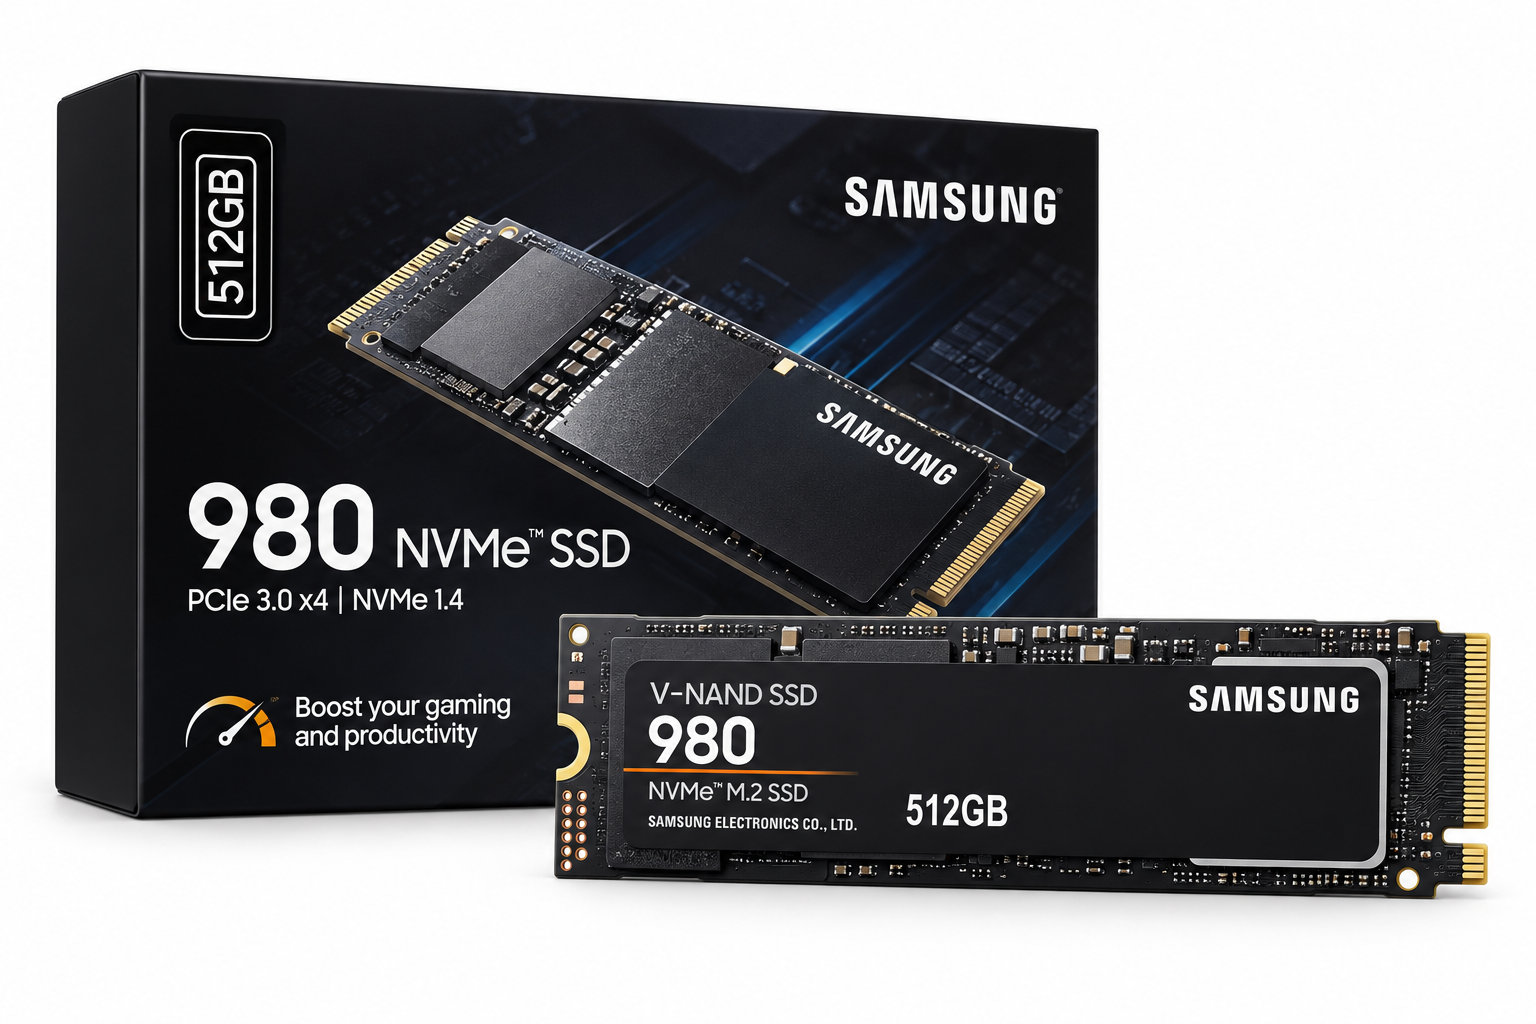 512GB
SAMSUNG
SAMSUNG
980 NVMe™ SSD
PCIe 3.0 x4 | NVMe 1.4
Boost your gaming
and productivity
V-NAND SSD
980
NVMe™ M.2 SSD
SAMSUNG ELECTRONICS CO., LTD.
512GB
SAMSUNG